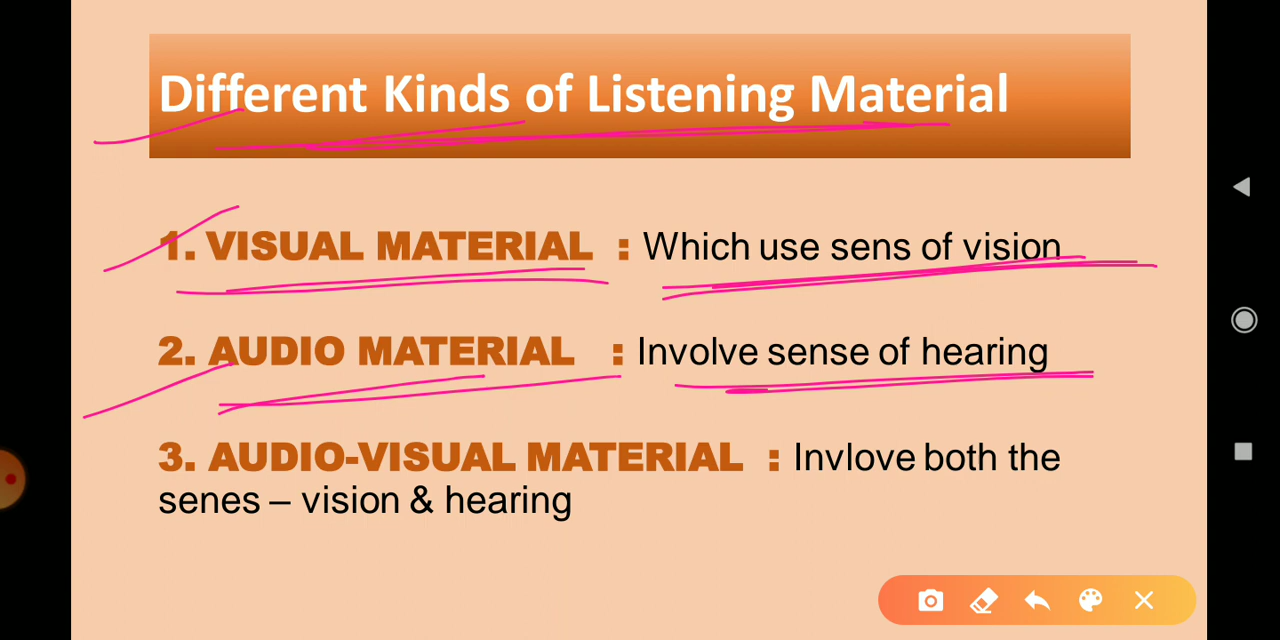 Different Kinds of Listening Material
1. VISUAL MATERIAL : Which use sens of vision
2. AUDIO MATERIAL : Involve sense of hearing
3. AUDIO-VISUAL MATERIAL : Invlove both the
senes – vision & hearing